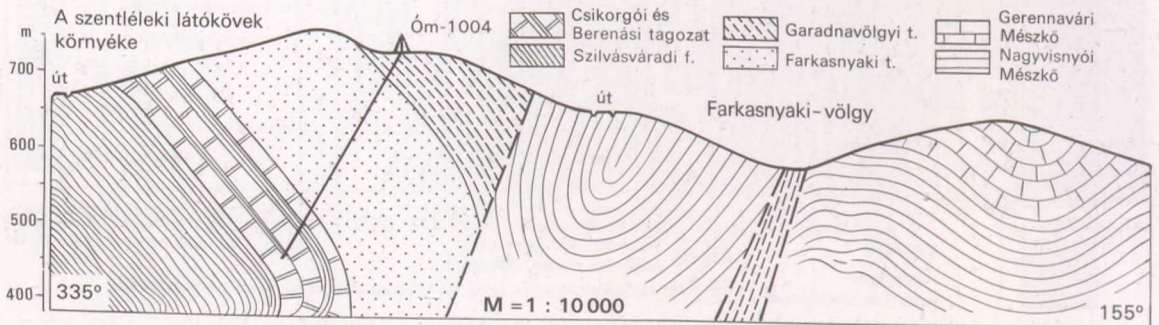 A szentléleki látókövek
környéke
m
700
600
500
400
út
Óm-1004
Csikorgói és
Berenási tagozat
Szilvásváradi f.
Garadnavölgyi t.
Farkasnyaki t.
Gerennavári
Mészkő
Nagyvisnyói
Mészkő
út
Farkasnyaki-völgy
335°
M = 1 : 10 000
155°